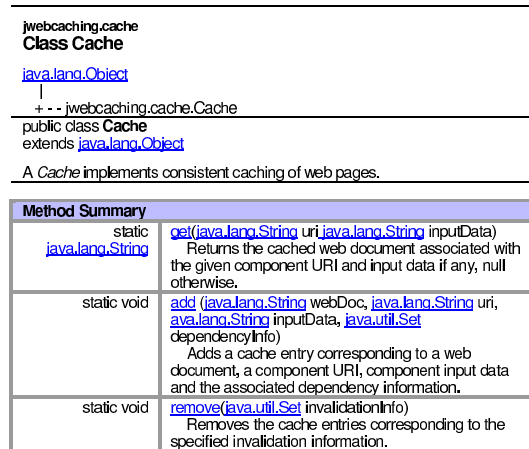 jwebcaching.cache
Class Cache
java.lang.Object
|
+ - - jwebcaching.cache.Cache
public class Cache
extends java.lang.Object
A Cache implements consistent caching of web pages.
Method Summary
static
java.lang.String
get(java.lang.String uri java.lang.String inputData)
Returns the cached web document associated with
the given component URI and input data if any, null
otherwise.
static void
add (java.lang.String webDoc, java.lang.String uri,
ava.lang.String inputData, java.util.Set
dependencyInfo)
Adds a cache entry corresponding to a web
document, a component URI, component input data
and the associated dependency information.
static void
remove(java.util.Set invalidationInfo)
Removes the cache entries corresponding to the
specified invalidation information.